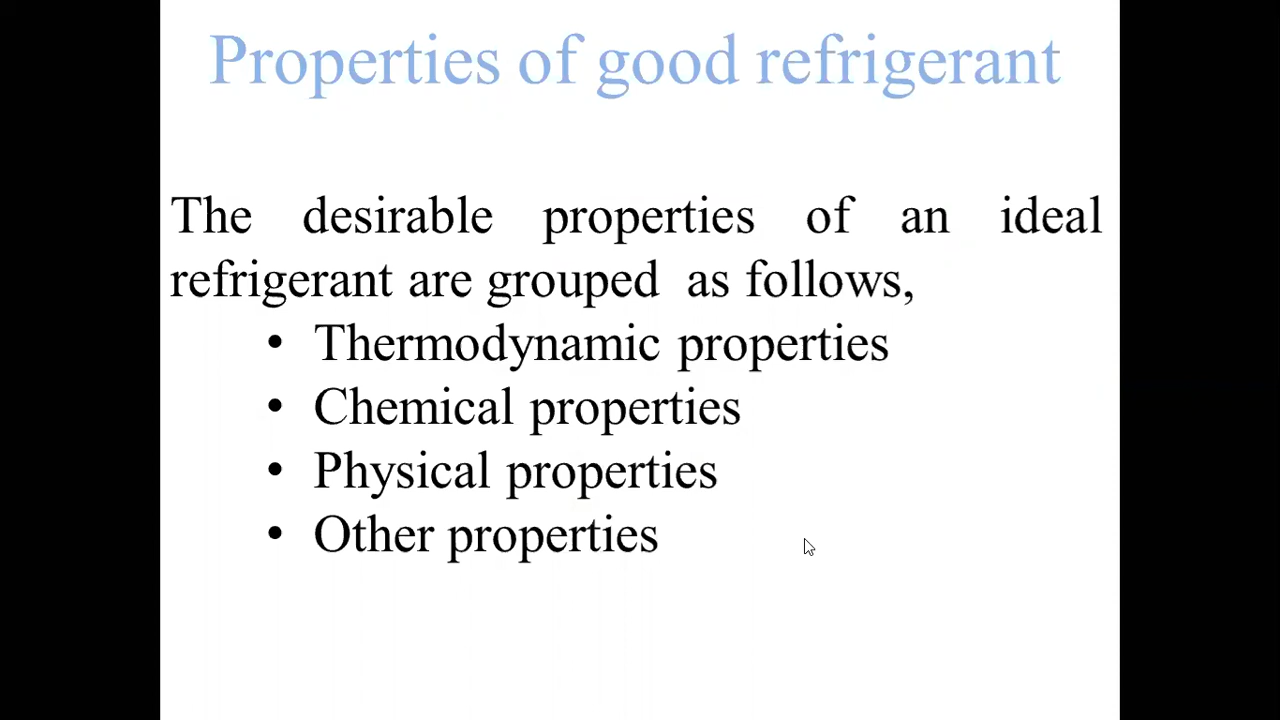 Properties of good refrigerant
The desirable properties of an ideal
refrigerant are grouped as follows,
• Thermodynamic properties
• Chemical properties
• Physical properties
• Other properties